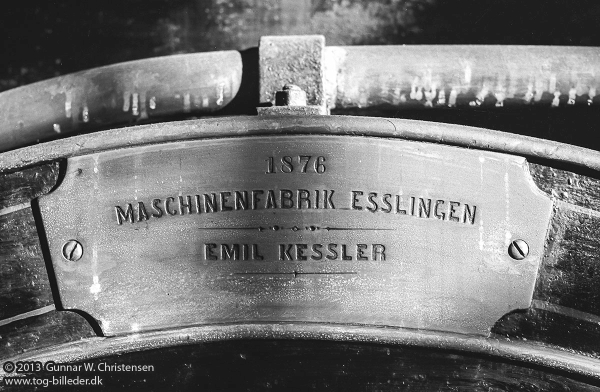 1876
MASCHINENFABRIK ESSLINGEN
EMIL KESSLER
©2013 Gunnar W. Christensen
www.tog-billeder.dk